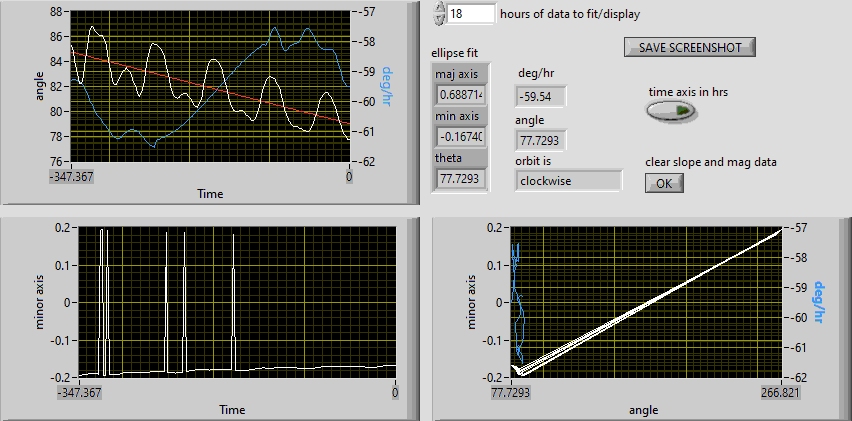 88
86
84
82
80
78
76
angle
-57
-58
-59
-60
-61
-62
deg/hr
-347.367
0
Time
18
hours of data to fit/display
SAVE SCREENSHOT
ellipse fit
maj axis
0.688714
min axis
-0.1674
theta
77.7293
deg/hr
-59.54
angle
77.7293
orbit is
clockwise
time axis in hrs
clear slope and mag data
OK
0.2
0.1
0
-0.1
-0.2
minor axis
-347.367
0
Time
0.2
0.1
0
-0.1
-0.2
minor axis
-57
-58
-59
-60
-61
-62
deg/hr
77.7293
266.821
angle